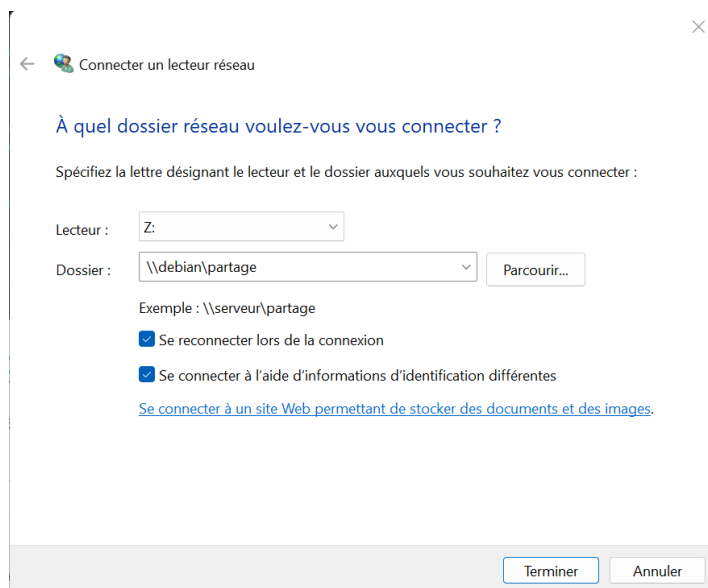 Connecter un lecteur réseau
À quel dossier réseau voulez-vous vous connecter ?
Spécifiez la lettre désignant le lecteur et le dossier auxquels vous souhaitez vous connecter :
Lecteur : Z:
Dossier : \\debian\partage Parcourir...
Exemple : \\serveur\partage
Se reconnecter lors de la connexion
Se connecter à l'aide d'informations d'identification différentes
Se connecter à un site Web permettant de stocker des documents et des images.
Terminer Annuler